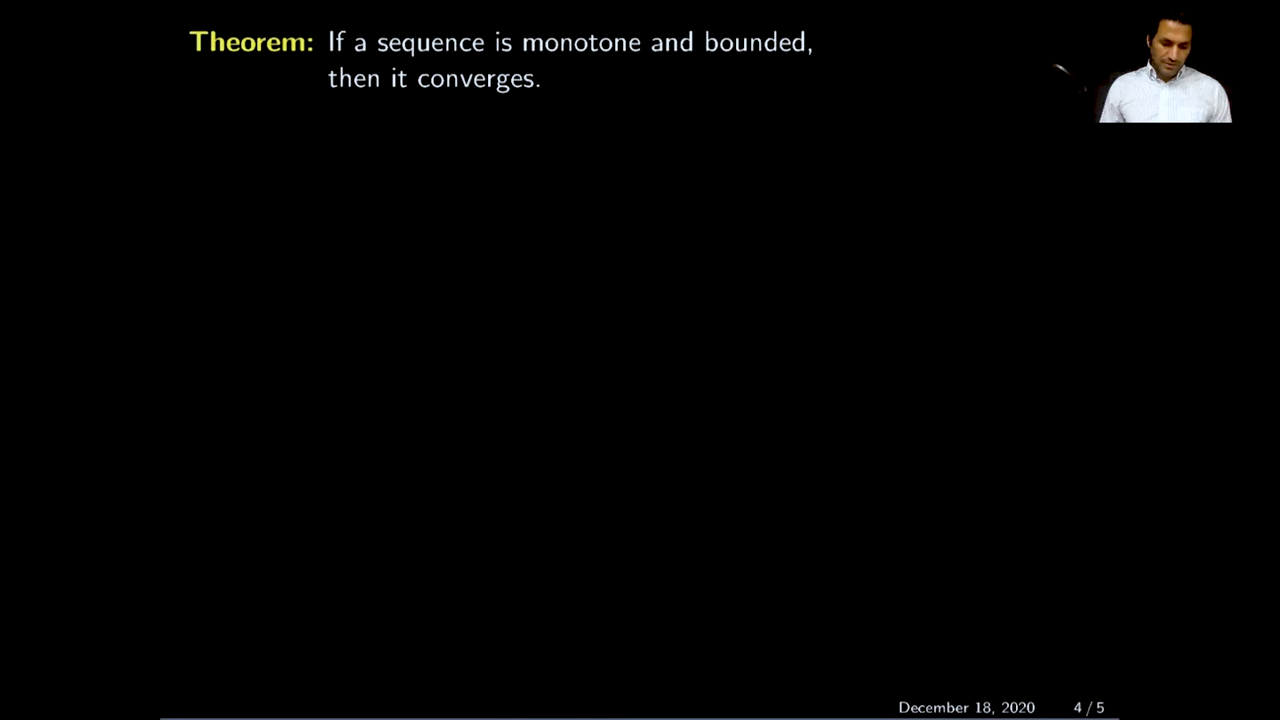 Theorem: If a sequence is monotone and bounded,
then it converges.
December 18, 2020 4 / 5